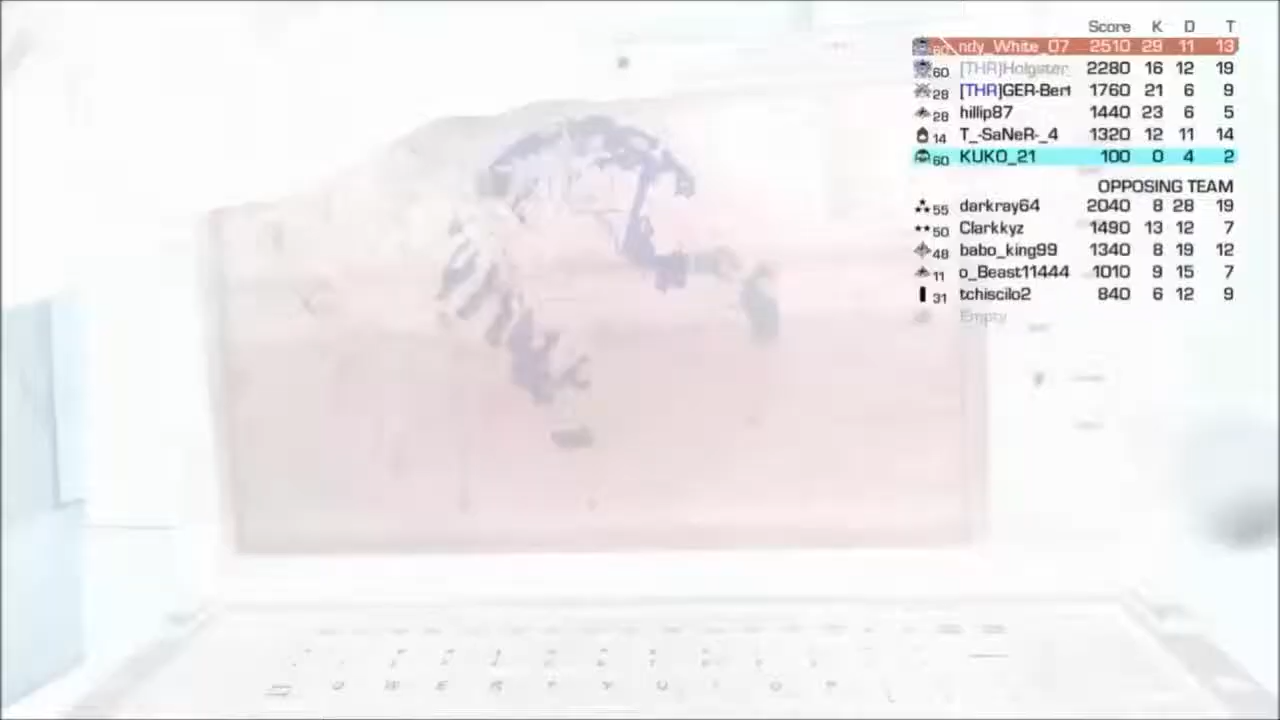 Score K D T
60 ndy_White_07 2510 29 11 13
60 [THR]Holgster 2280 16 12 19
28 [THR]GER-Bert 1760 21 6 9
28 hillip87 1440 23 6 5
14 T_-SaNeR-_4 1320 12 11 14
60 KUKO_21 100 0 4 2
OPPOSING TEAM
55 darkray64 2040 8 28 19
50 Clarkkyz 1490 13 12 7
48 babo_king99 1340 8 19 12
11 o_Beast11444 1010 9 15 7
31 tchiscilo2 840 6 12 9
Empty